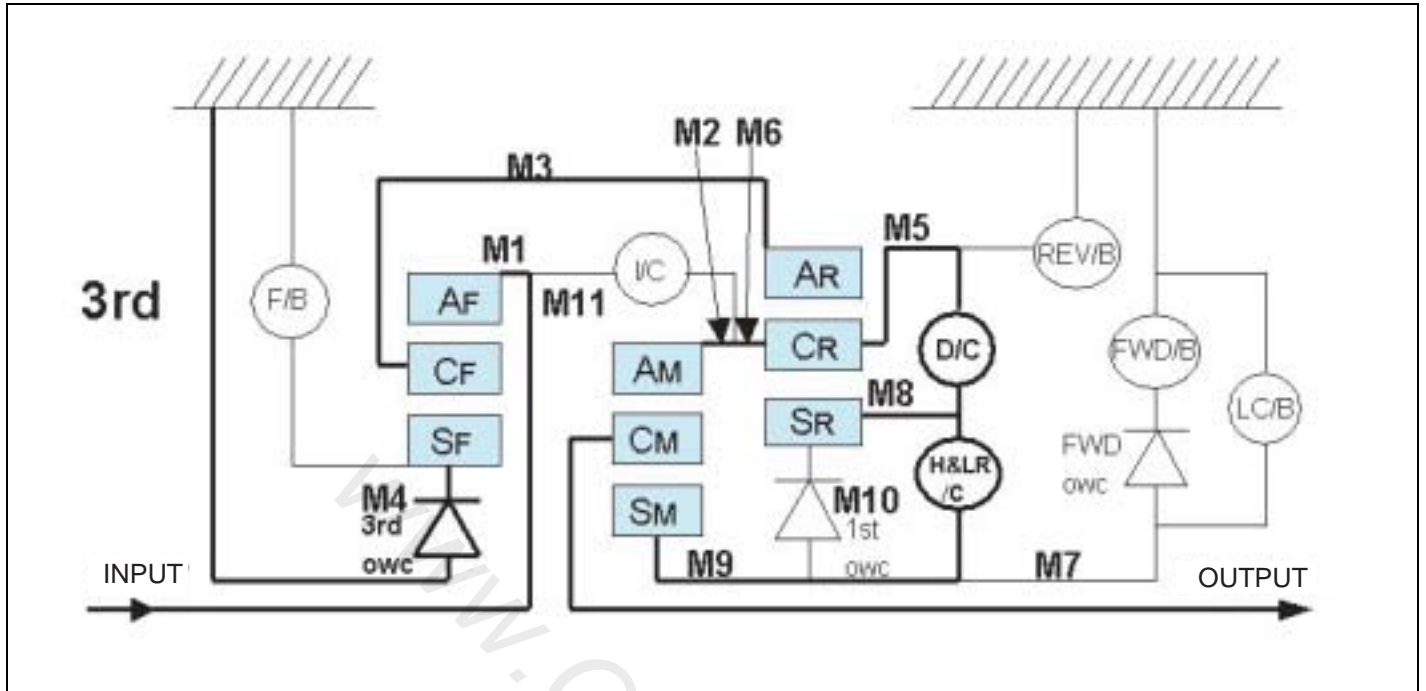 M2 M6
M3
M1
I/C
M5
REV/B
AR
3rd
F/B
AF
M11
CR
D/C
FWD/B
CF
AM
M8
LC/B
SF
CM
SR
FWD
owc
H&LR
/C
M4
3rd
owc
SM
M10
1st
owc
INPUT
M9
M7
OUTPUT